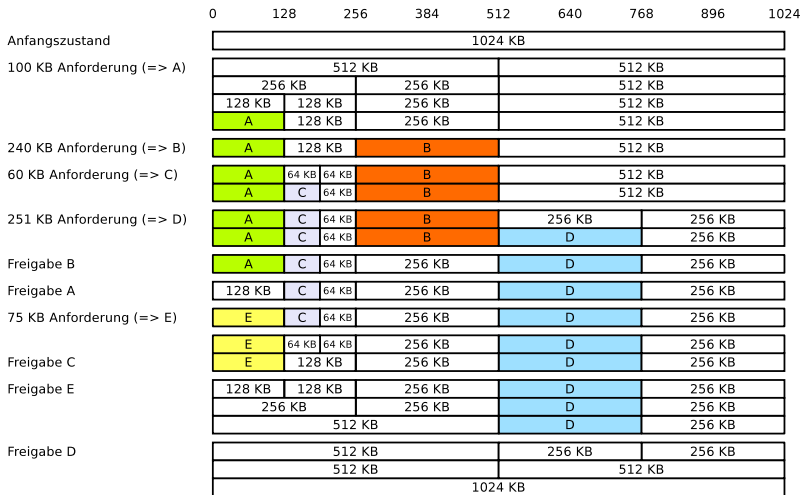 0 128 256 384 512 640 768 896 1024
Anfangszustand 1024 KB
100 KB Anforderung (=> A) 512 KB 512 KB
256 KB 256 KB 512 KB
128 KB 128 KB 256 KB 512 KB
A 128 KB 256 KB 512 KB
240 KB Anforderung (=> B) A 128 KB B 512 KB
60 KB Anforderung (=> C) A 64 KB 64 KB B 512 KB
A C 64 KB B 512 KB
251 KB Anforderung (=> D) A C 64 KB B 256 KB 256 KB
A C 64 KB B D 256 KB
Freigabe B A C 64 KB 256 KB D 256 KB
Freigabe A 128 KB C 64 KB 256 KB D 256 KB
75 KB Anforderung (=> E) E C 64 KB 256 KB D 256 KB
E 64 KB 64 KB 256 KB D 256 KB
Freigabe C E 128 KB 256 KB D 256 KB
Freigabe E 128 KB 128 KB 256 KB D 256 KB
256 KB 256 KB D 256 KB
512 KB D 256 KB
Freigabe D 512 KB 256 KB 256 KB
512 KB 512 KB
1024 KB